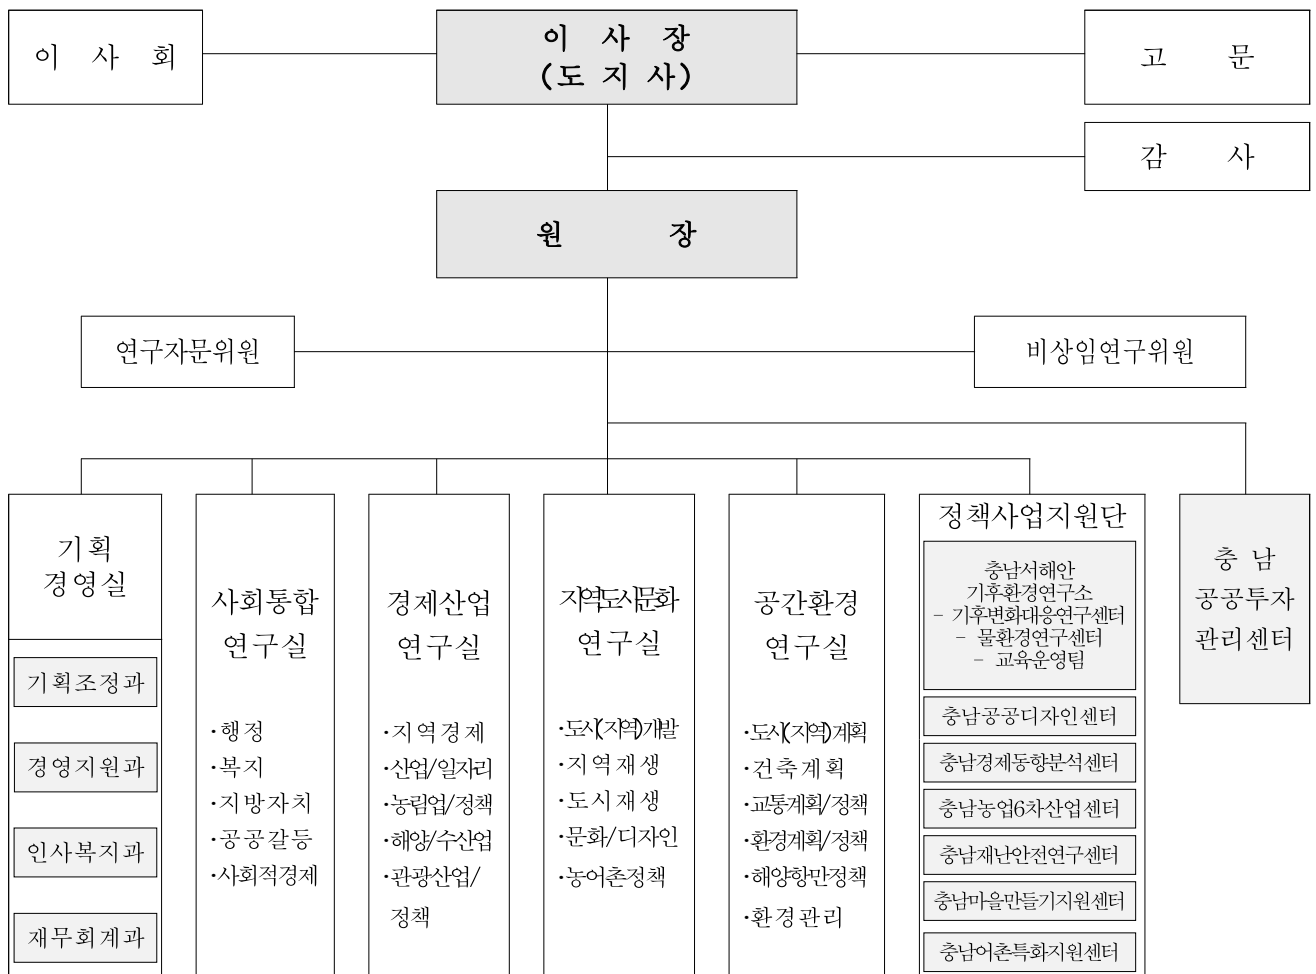 이 사 회
이 사 장
(도 지 사)
고 문
감 사
원 장
연구자문위원
비상임연구위원
기획
경영실
기획조정과
경영지원과
인사복지과
재무회계과
사회통합
연구실
·행정
·복지
·지방자치
·공공갈등
·사회적경제
경제산업
연구실
·지역경제
·산업/일자리
·농림업/정책
·해양/수산업
·관광산업/
정책
지역도시문화
연구실
·도시(지역)개발
·지역재생
·도시재생
·문화/디자인
·농어촌정책
공간환경
연구실
·도시(지역)계획
·건축계획
·교통계획/정책
·환경계획/정책
·해양항만정책
·환경관리
정책사업지원단
충남서해안
기후환경연구소
- 기후변화대응연구센터
- 물환경연구센터
- 교육운영팀
충남공공디자인센터
충남경제동향분석센터
충남농업6차산업센터
충남재난안전연구센터
충남마을만들기지원센터
충남어촌특화지원센터
충 남
공공투자
관리센터